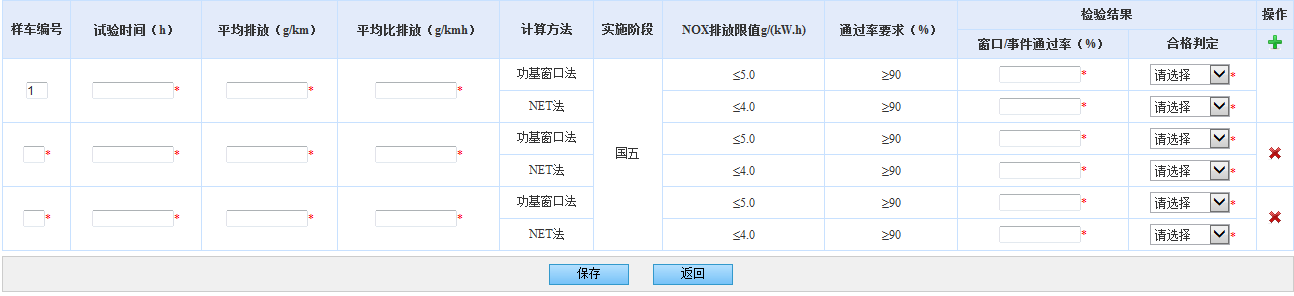 样车编号 试验时间（h） 平均排放（g/km） 平均比排放（g/kmh） 计算方法 实施阶段 NOX排放限值g/(kW.h) 通过率要求（%） 检验结果 操作
窗口/事件通过率（%） 合格判定
1 * * * 功基窗口法 ≤5.0 ≥90 * 请选择 *
NET法 ≤4.0 ≥90 * 请选择 *
* * * * 功基窗口法 国五 ≤5.0 ≥90 * 请选择 *
NET法 ≤4.0 ≥90 * 请选择 *
* * * * 功基窗口法 ≤5.0 ≥90 * 请选择 *
NET法 ≤4.0 ≥90 * 请选择 *
保存 返回